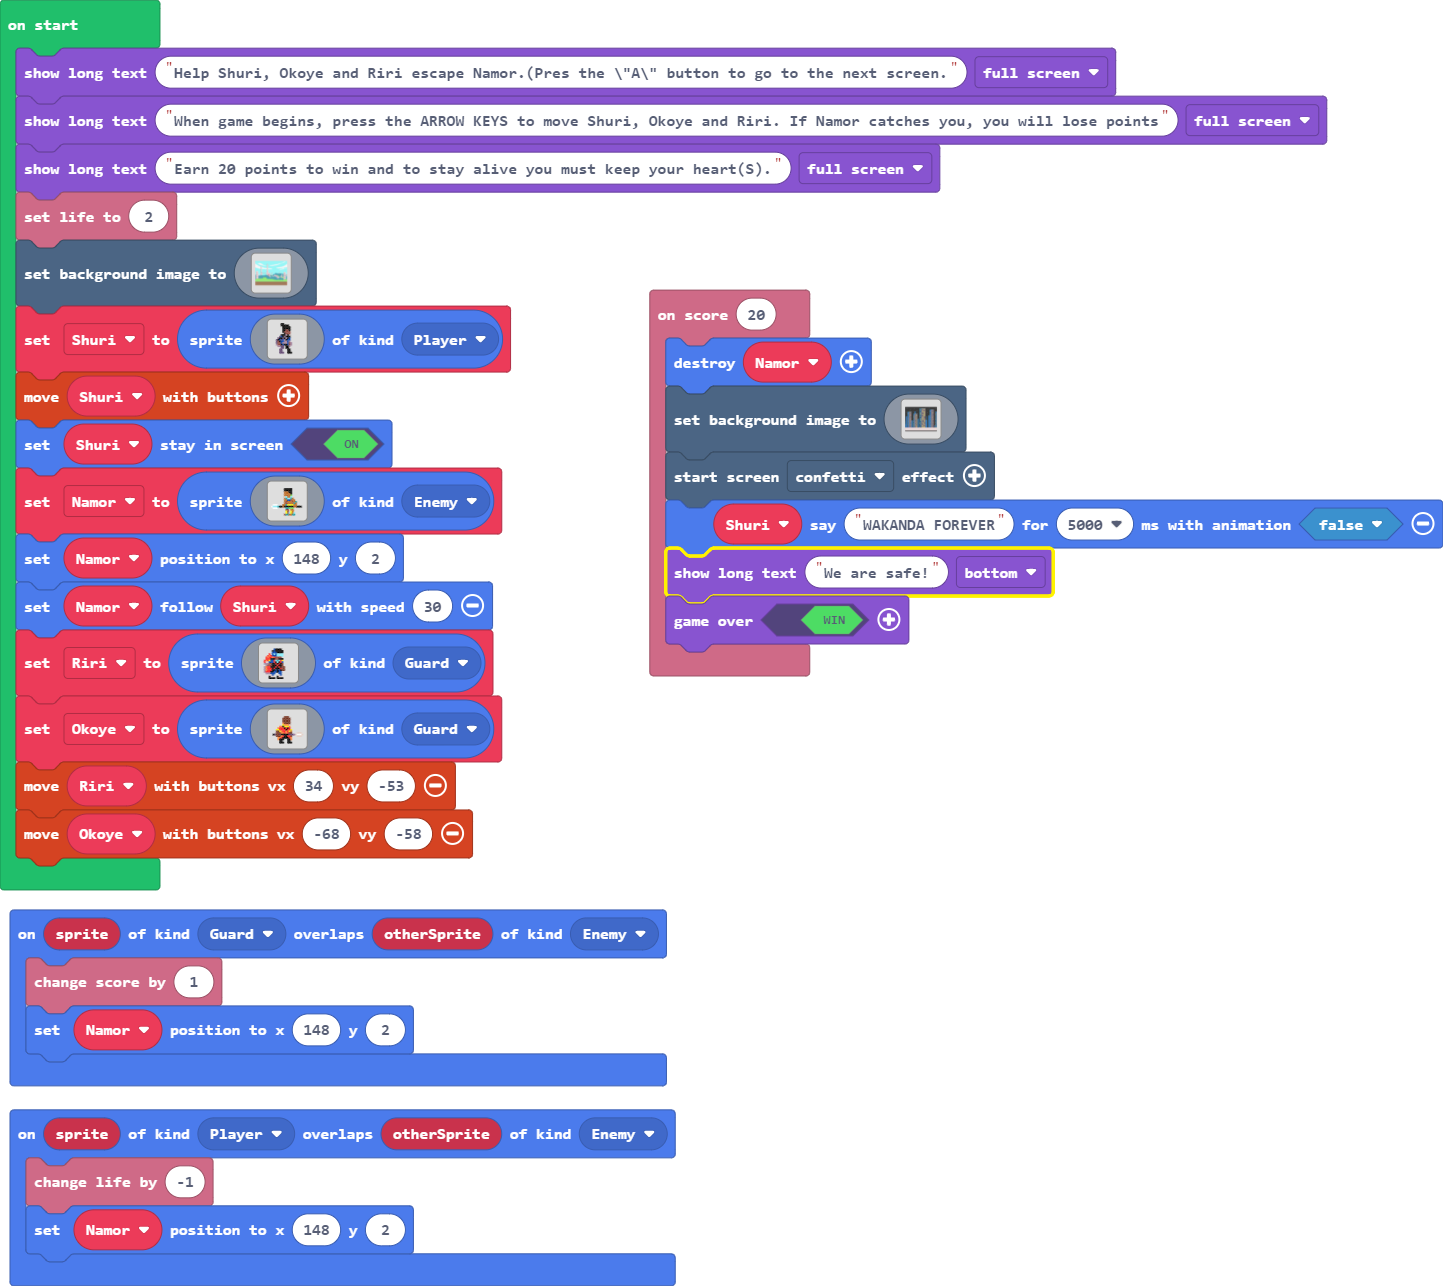 on start
show long text "Help Shuri, Okoye and Riri escape Namor.(Pres the \"A\" button to go to the next screen." full screen
show long text "When game begins, press the ARROW KEYS to move Shuri, Okoye and Riri. If Namor catches you, you will lose points" full screen
show long text "Earn 20 points to win and to stay alive you must keep your heart(S)." full screen
set life to 2
set background image to
set Shuri to sprite of kind Player
move Shuri with buttons
set Shuri stay in screen ON
set Namor to sprite of kind Enemy
set Namor position to x 148 y 2
set Namor follow Shuri with speed 30
set Riri to sprite of kind Guard
set Okoye to sprite of kind Guard
move Riri with buttons vx 34 vy -53
move Okoye with buttons vx -68 vy -58
on score 20
destroy Namor
set background image to
start screen confetti effect
Shuri say "WAKANDA FOREVER" for 5000 ms with animation false
show long text "We are safe!" bottom
game over WIN
on sprite of kind Guard overlaps otherSprite of kind Enemy
change score by 1
set Namor position to x 148 y 2
on sprite of kind Player overlaps otherSprite of kind Enemy
change life by -1
set Namor position to x 148 y 2